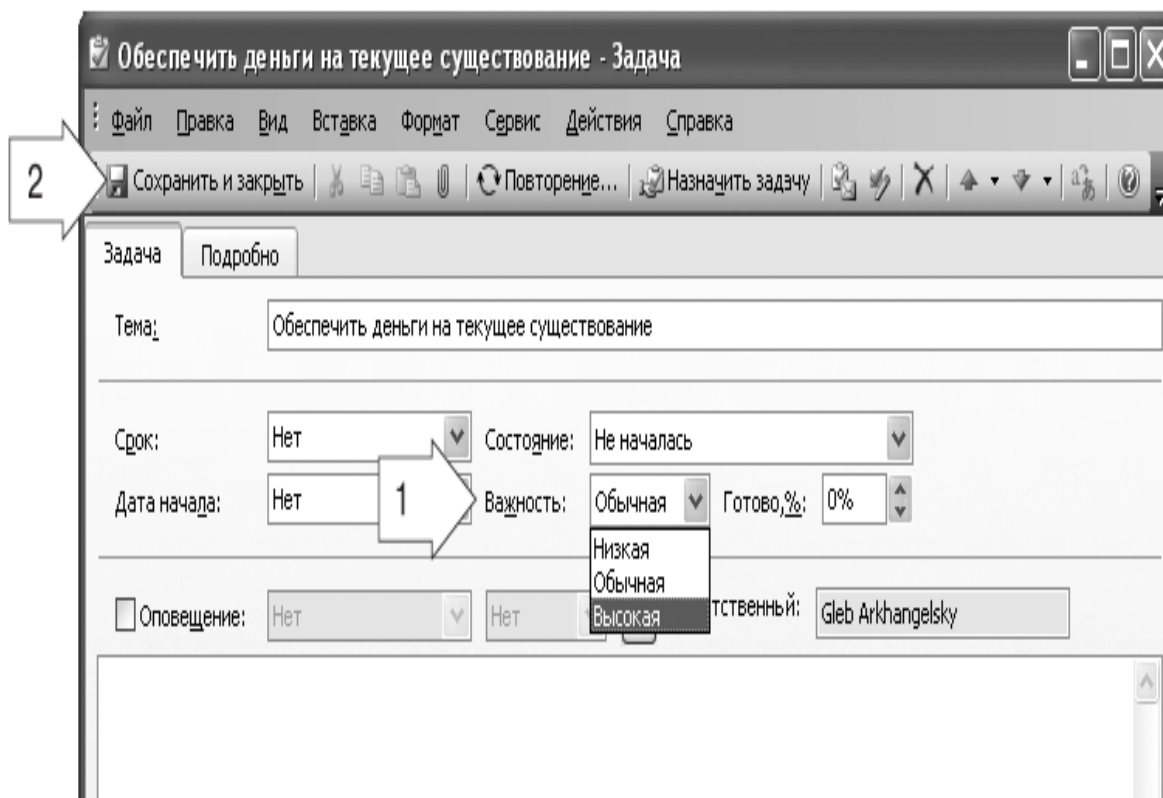 Обеспечить деньги на текущее существование - Задача
Файл Правка Вид Вставка Формат Сервис Действия Справка
2 Сохранить и закрыть Повторение... Назначить задачу
Задача Подробно
Тема: Обеспечить деньги на текущее существование
Срок: Нет Состояние: Не началась
Дата начала: Нет 1 Важность: Обычная Готово,%: 0%
Низкая
Обычная
Оповещение: Нет Нет Высокая тственный: Gleb Arkhangelsky